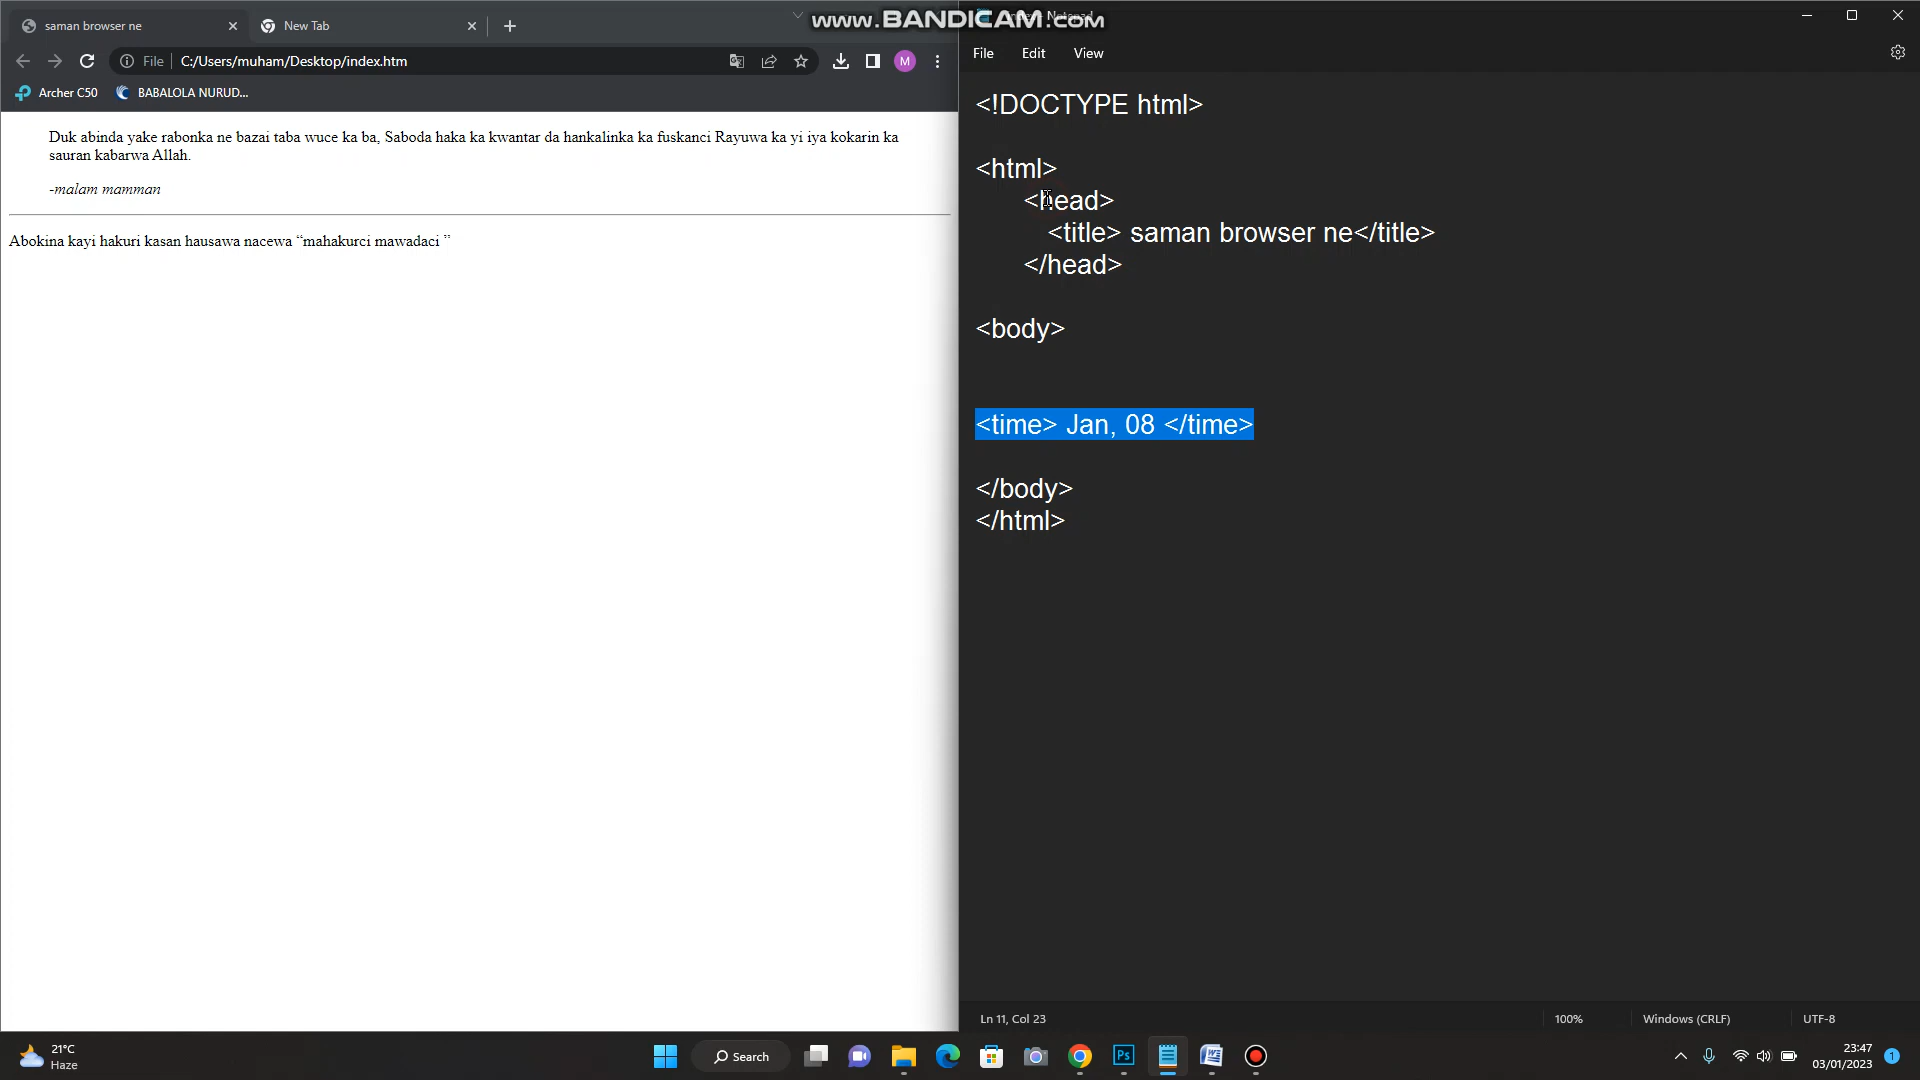 saman browser ne
New Tab
www.BANDICAM.com
File
C:/Users/muham/Desktop/index.htm
M
Archer C50
BABALOLA NURUD...
Duk abinda yake rabonka ne bazai taba wuce ka ba, Saboda haka ka kwantar da hankalinka ka fuskanci Rayuwa ka yi iya kokarin ka
sauran kabarwa Allah.
-malam mamman
Abokina kayi hakuri kasan hausawa nacewa “mahakurci mawadaci ”
File
Edit
View
<!DOCTYPE html>
<html>
<head>
<title> saman browser ne</title>
</head>
<body>
<time> Jan, 08 </time>
</body>
</html>
Ln 11, Col 23
100%
Windows (CRLF)
UTF-8
21°C
Haze
Search
Ps
23:47
03/01/2023
1